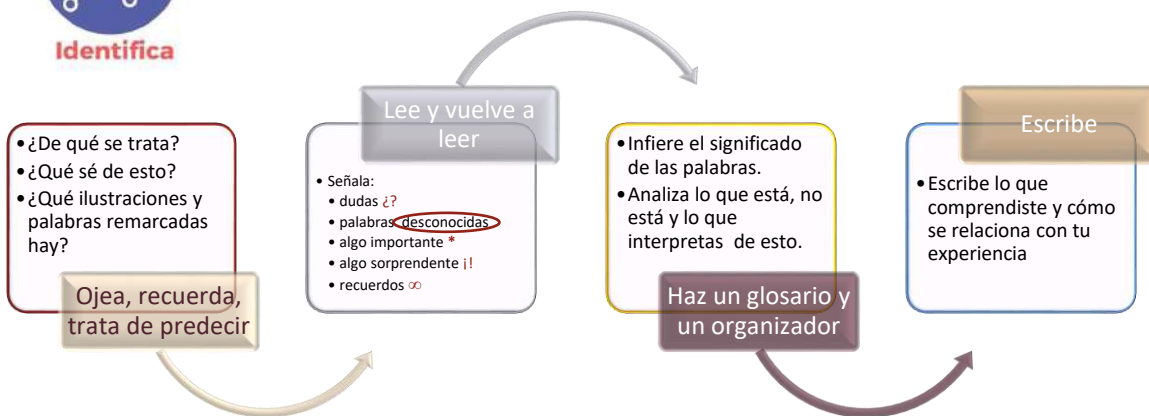 Identifica
• ¿De qué se trata?
• ¿Qué sé de esto?
• ¿Qué ilustraciones y
palabras remarcadas
hay?
Ojea, recuerda,
trata de predecir
Lee y vuelve a
leer
• Señala:
• dudas ¿?
• palabras desconocidas
• algo importante *
• algo sorprendente ¡!
• recuerdos ∞
• Infiere el significado
de las palabras.
• Analiza lo que está, no
está y lo que
interpretas de esto.
Haz un glosario y
un organizador
Escribe
• Escribe lo que
comprendiste y cómo
se relaciona con tu
experiencia